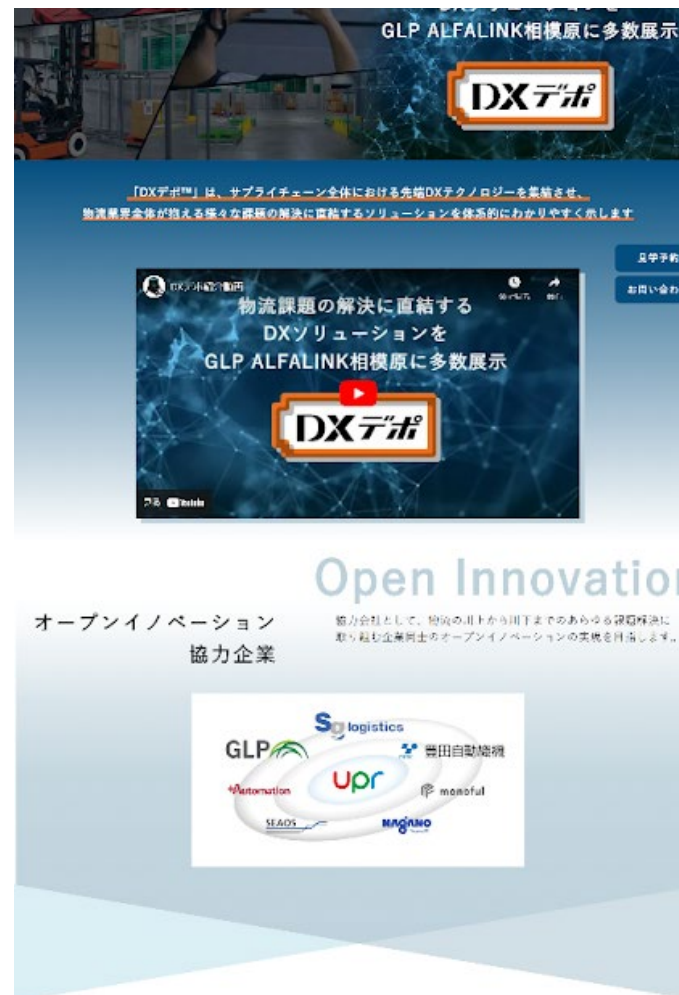 GLP ALFALINK相模原に多数展示
DXデポ
「DXデポ™」は、サプライチェーン全体における先端DXテクノロジーを集結させ、
物流業界全体が抱える様々な課題の解決に直結するソリューションを体系的にわかりやすく示します
見学予約
お問い合わ
DXデポ紹介動画
物流課題の解決に直結する
DXソリューションを
GLP ALFALINK相模原に多数展示
DXデポ
見る YouTube
Open Innovation
オープンイノベーション
協力企業
協力会社として、物流の川上から川下までのあらゆる課題解決に
取り組む企業同士のオープンイノベーションの実現を目指します。
Sg logistics
GLP
豊田自動織機
+Automation
upr
monoful
SEAOS
NAGANO